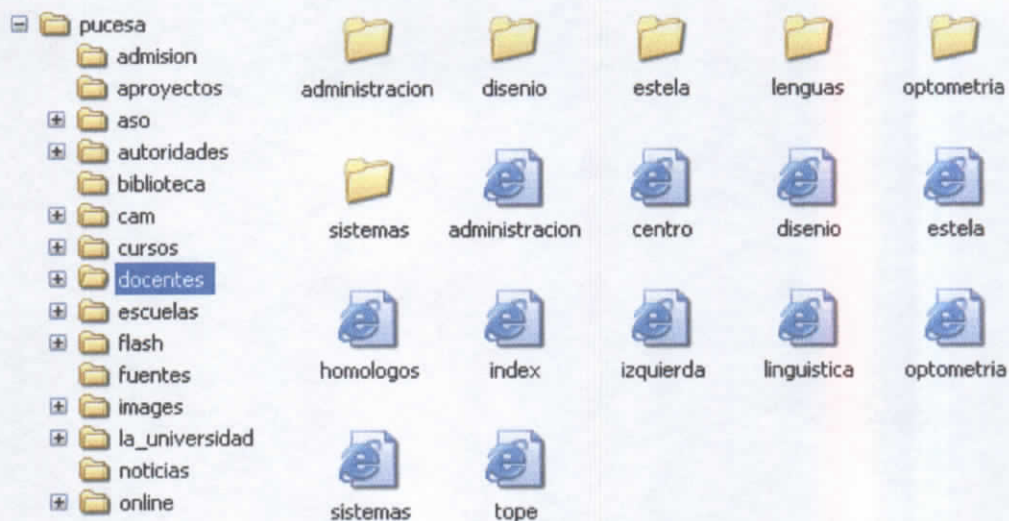 pucesa
admision
aproyectos
aso
autoridades
biblioteca
cam
cursos
docentes
escuelas
flash
fuentes
images
la_universidad
noticias
online
administracion disenio estela lenguas optometria
sistemas administracion centro disenio estela
homologos index izquierda linguistica optometria
sistemas tope